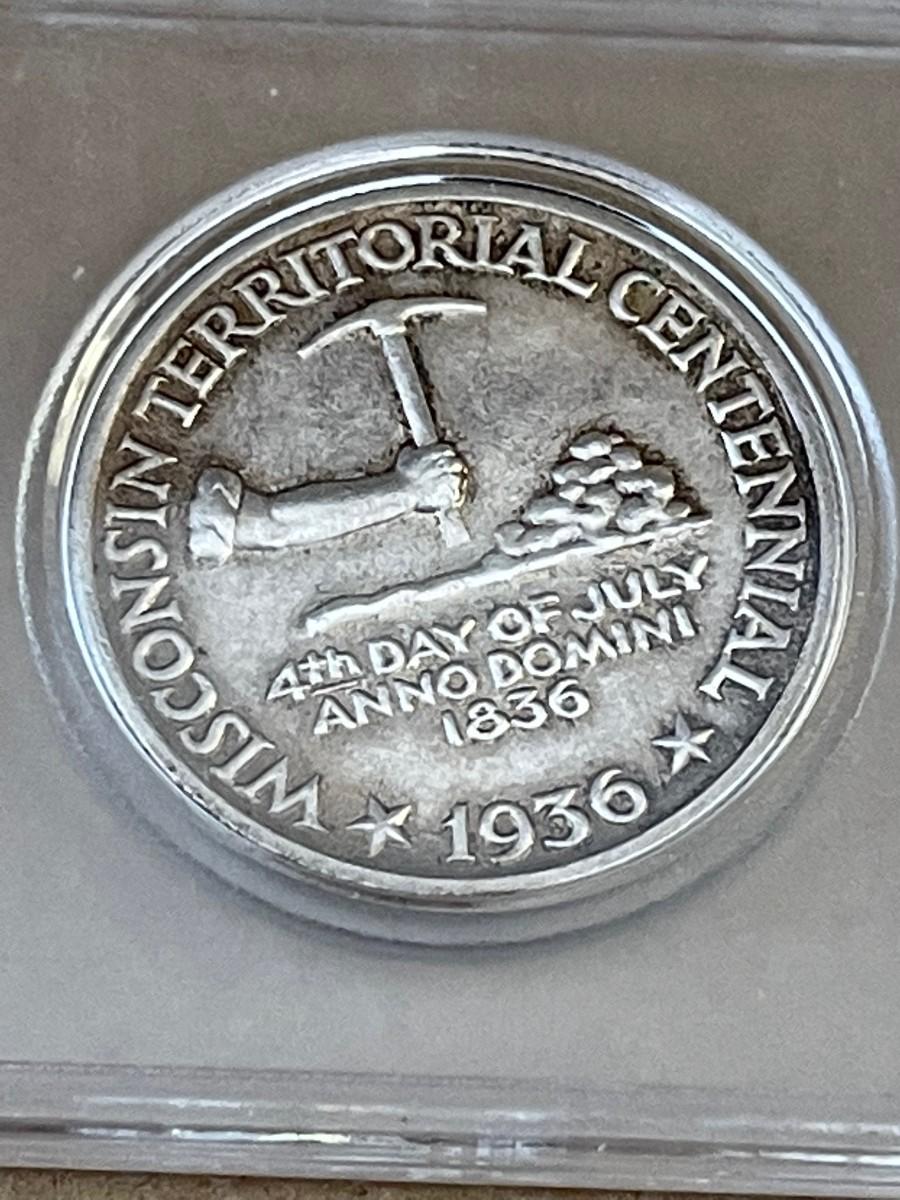 WISCONSIN TERRITORIAL CENTENNIAL
4th DAY OF JULY
ANNO DOMINI
1836
★ 1936 ★